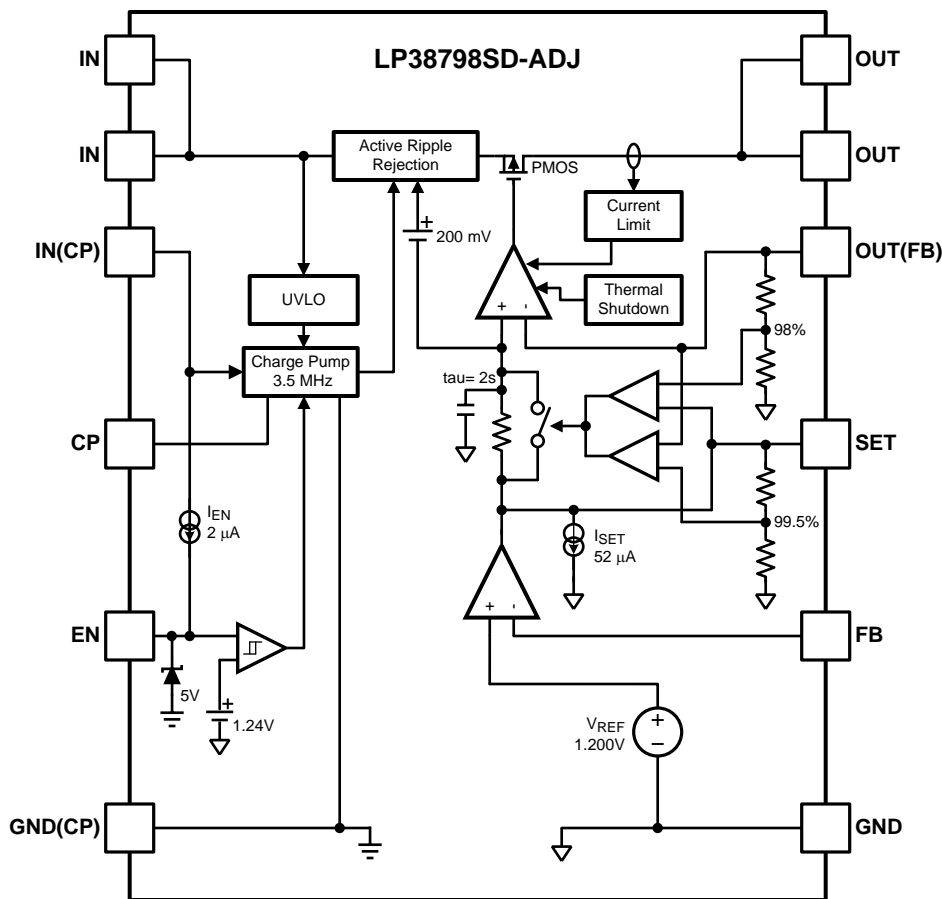 LP38798SD-ADJ
IN
OUT
IN
Active Ripple
Rejection
PMOS
OUT
IN(CP)
+
200 mV
Current
Limit
OUT(FB)
UVLO
+ -
Thermal
Shutdown
98%
Charge Pump
3.5 MHz
tau= 2s
CP
SET
IEN
2 µA
ISET
52 µA
99.5%
EN
+ -
FB
5V
+
1.24V
VREF
1.200V
+
−
GND(CP)
GND